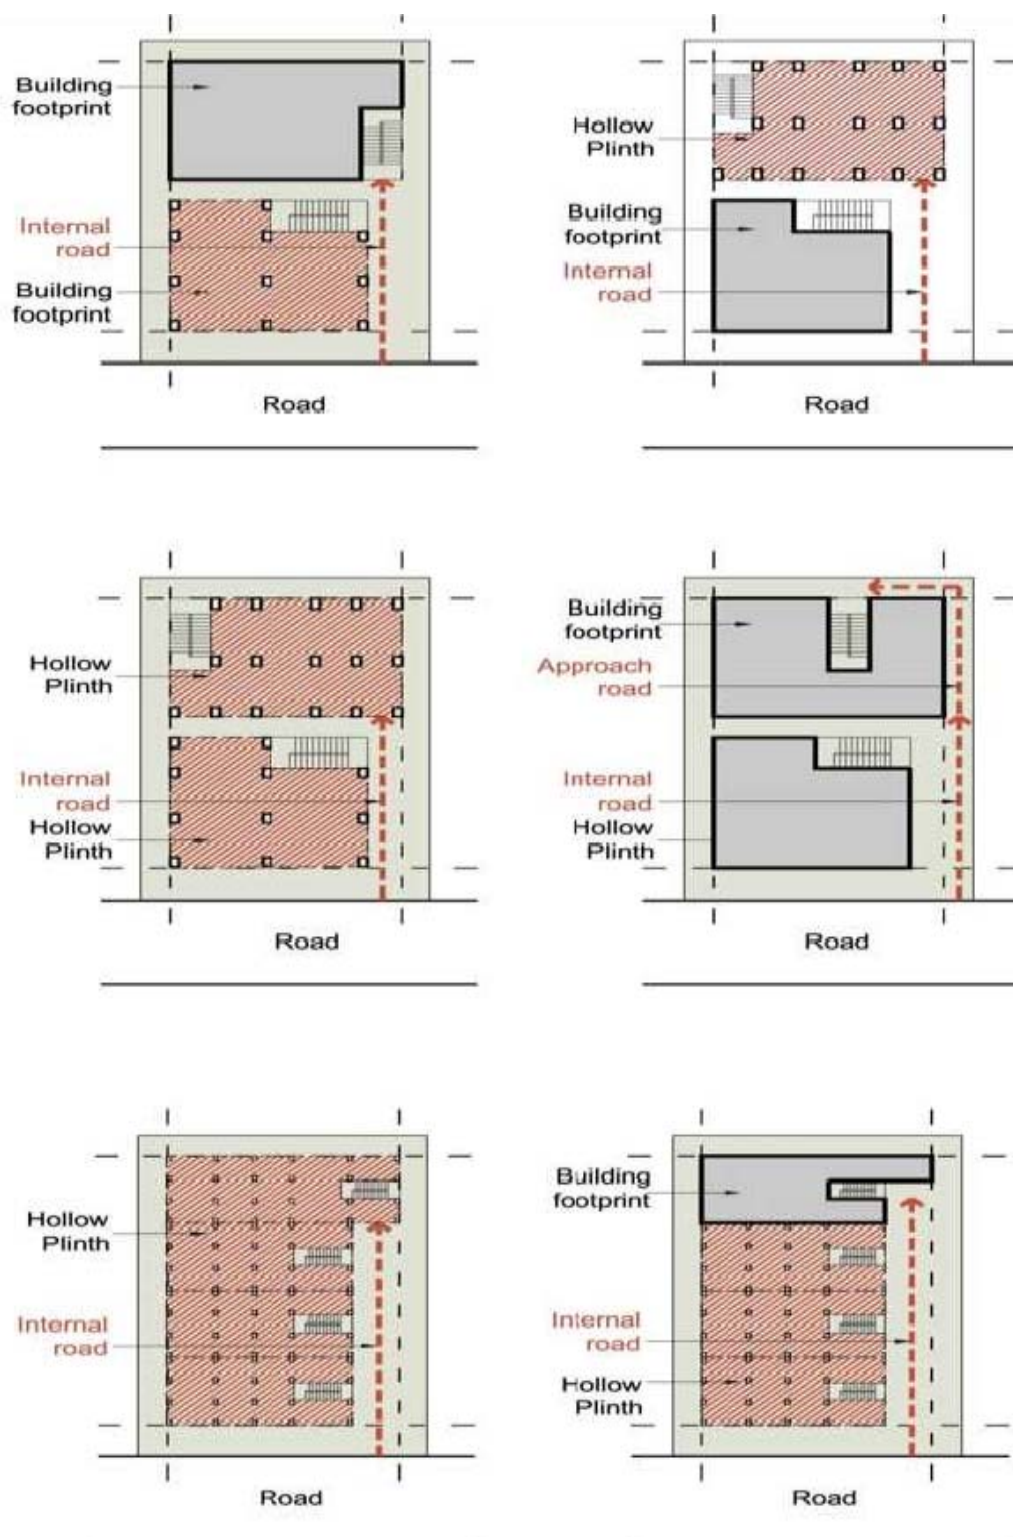 Building
footprint
Internal
road
Building
footprint
Road
Hollow
Plinth
Building
footprint
Internal
road
Road
Hollow
Plinth
Internal
road
Hollow
Plinth
Road
Building
footprint
Approach
road
Internal
road
Hollow
Plinth
Road
Hollow
Plinth
Internal
road
Road
Building
footprint
Internal
road
Hollow
Plinth
Road